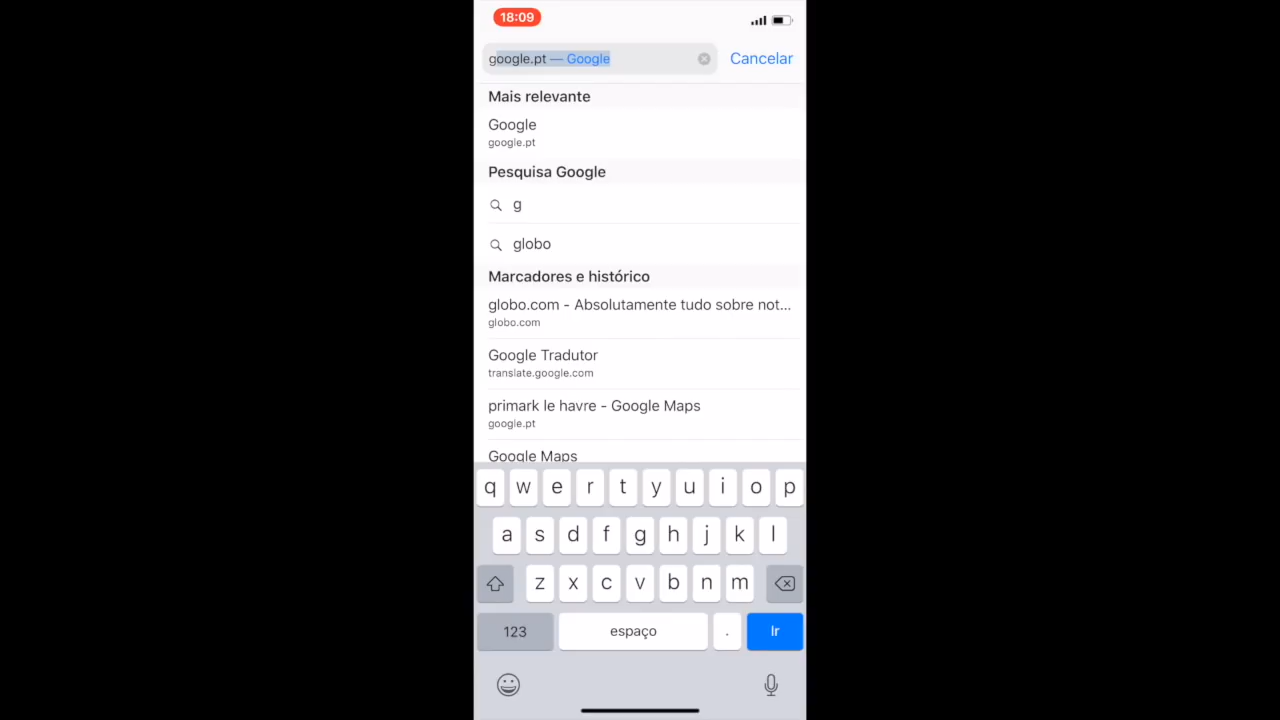 18:09
google.pt — Google
Cancelar
Mais relevante
Google
google.pt
Pesquisa Google
g
globo
Marcadores e histórico
globo.com - Absolutamente tudo sobre not...
globo.com
Google Tradutor
translate.google.com
primark le havre - Google Maps
google.pt
Google Maps
q w e r t y u i o p
a s d f g h j k l
z x c v b n m
123 espaço . Ir